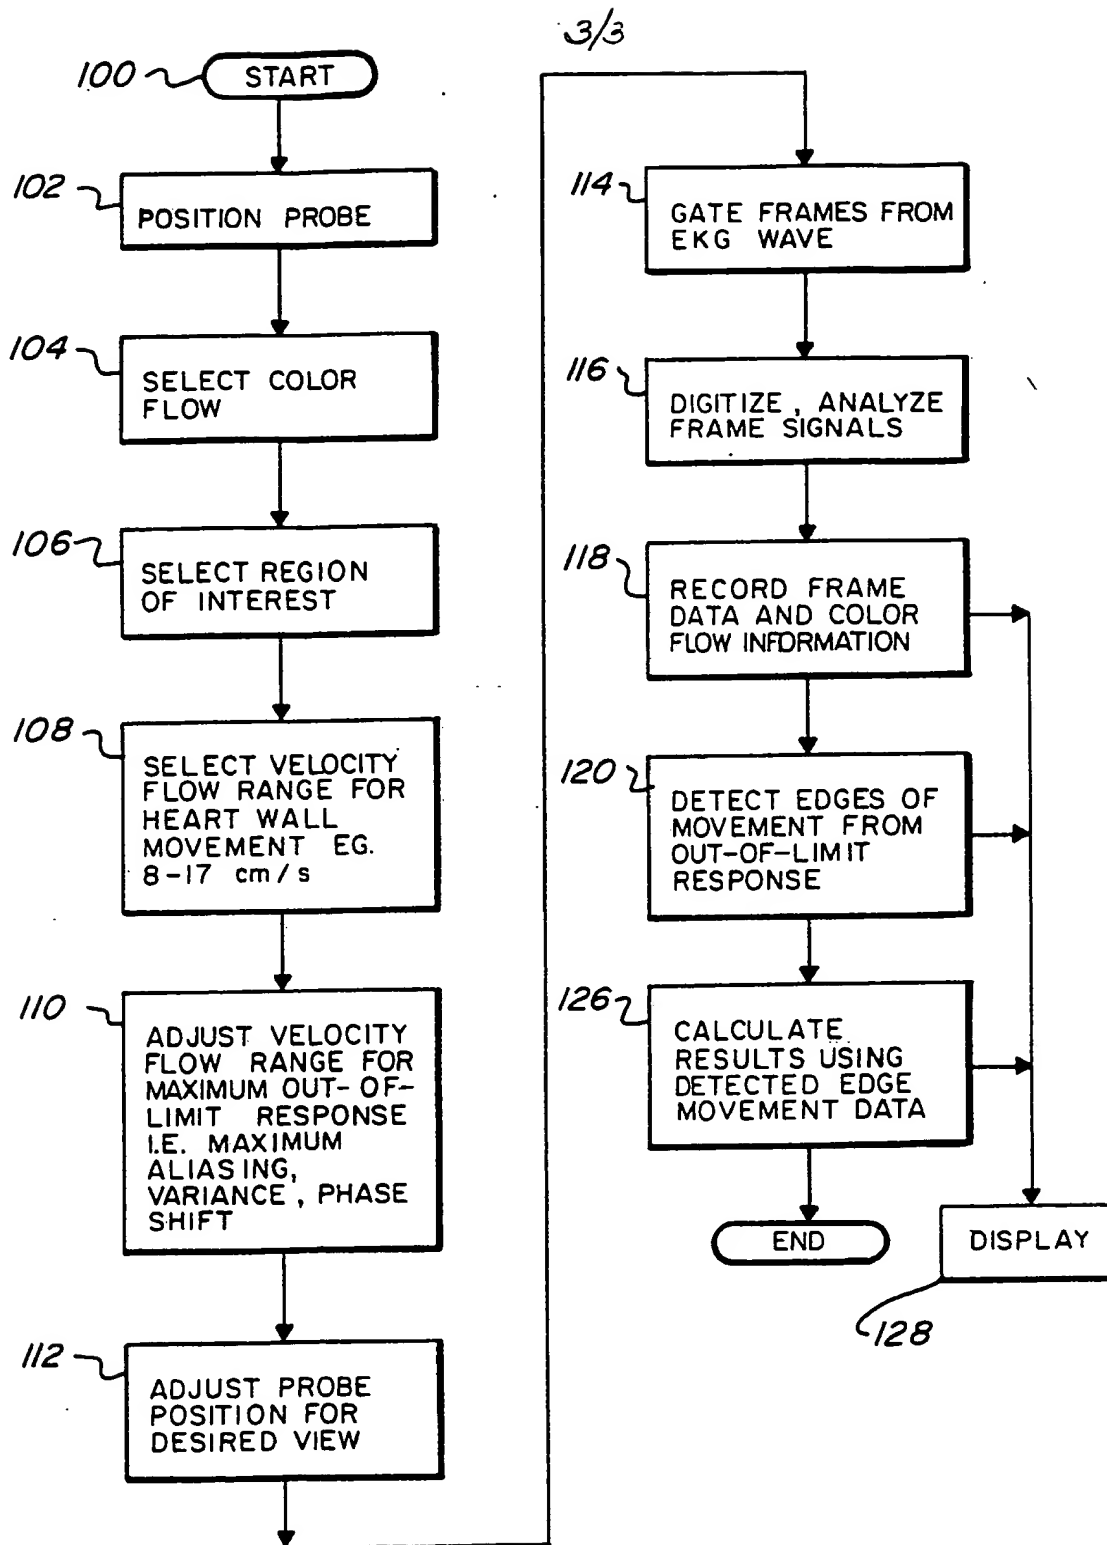 3/3
100
START
102
POSITION PROBE
104
SELECT COLOR
FLOW
106
SELECT REGION
OF INTEREST
108
SELECT VELOCITY
FLOW RANGE FOR
HEART WALL
MOVEMENT EG.
8-17 cm/s
110
ADJUST VELOCITY
FLOW RANGE FOR
MAXIMUM OUT-OF-
LIMIT RESPONSE
I.E. MAXIMUM
ALIASING,
VARIANCE, PHASE
SHIFT
112
ADJUST PROBE
POSITION FOR
DESIRED VIEW
114
GATE FRAMES FROM
EKG WAVE
116
DIGITIZE, ANALYZE
FRAME SIGNALS
118
RECORD FRAME
DATA AND COLOR
FLOW INFORMATION
120
DETECT EDGES OF
MOVEMENT FROM
OUT-OF-LIMIT
RESPONSE
126
CALCULATE
RESULTS USING
DETECTED EDGE
MOVEMENT DATA
END
DISPLAY
128